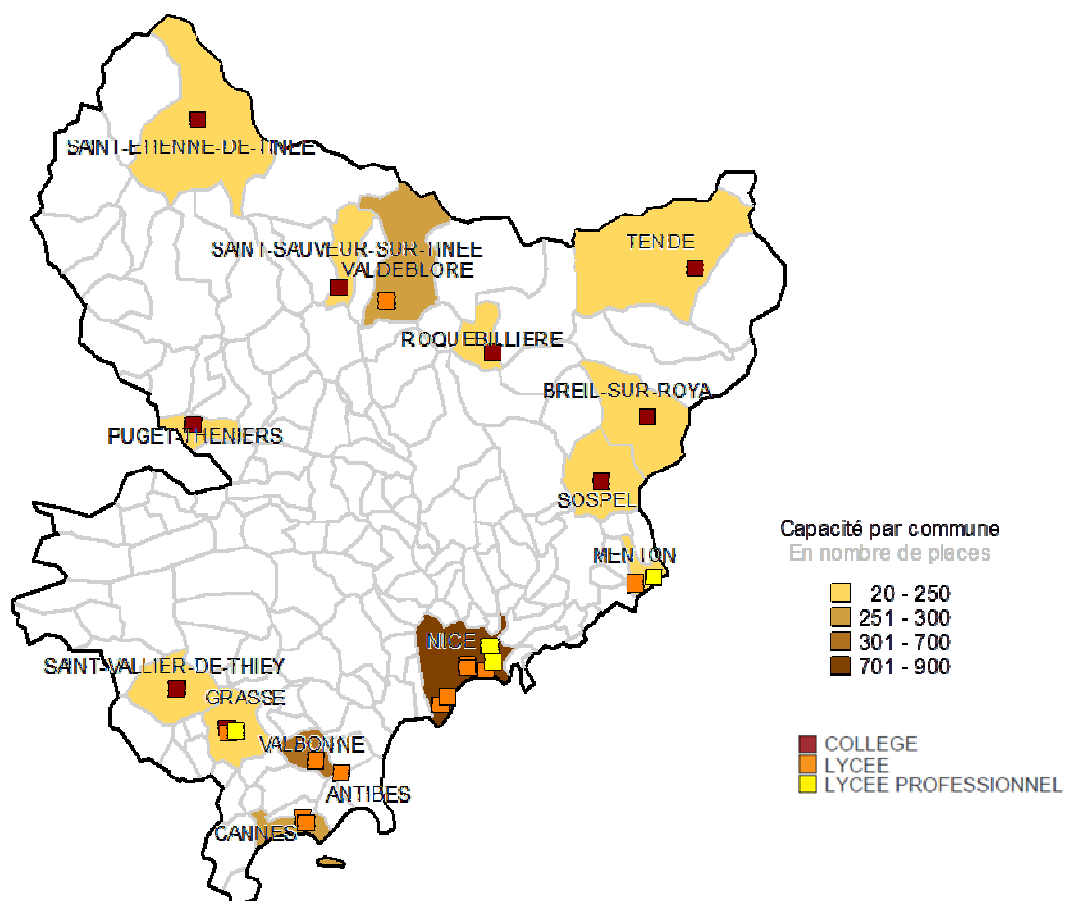 SAINT-ETIENNE-DE-TINEE
SAINT-SAUVEUR-SUR-TINEE
TENDE
VALDEBLORE
ROQUEBILLIERE
BREIL-SUR-ROYA
PUGET-THENIERS
SOSPEL
Capacité par commune
En nombre de places
MENTON
20 - 250
251 - 300
301 - 700
701 - 900
NICE
SAINT-VALLIER-DE-THIEY
GRASSE
VALBONNE
COLLEGE
LYCEE
LYCEE PROFESSIONNEL
ANTIBES
CANNES